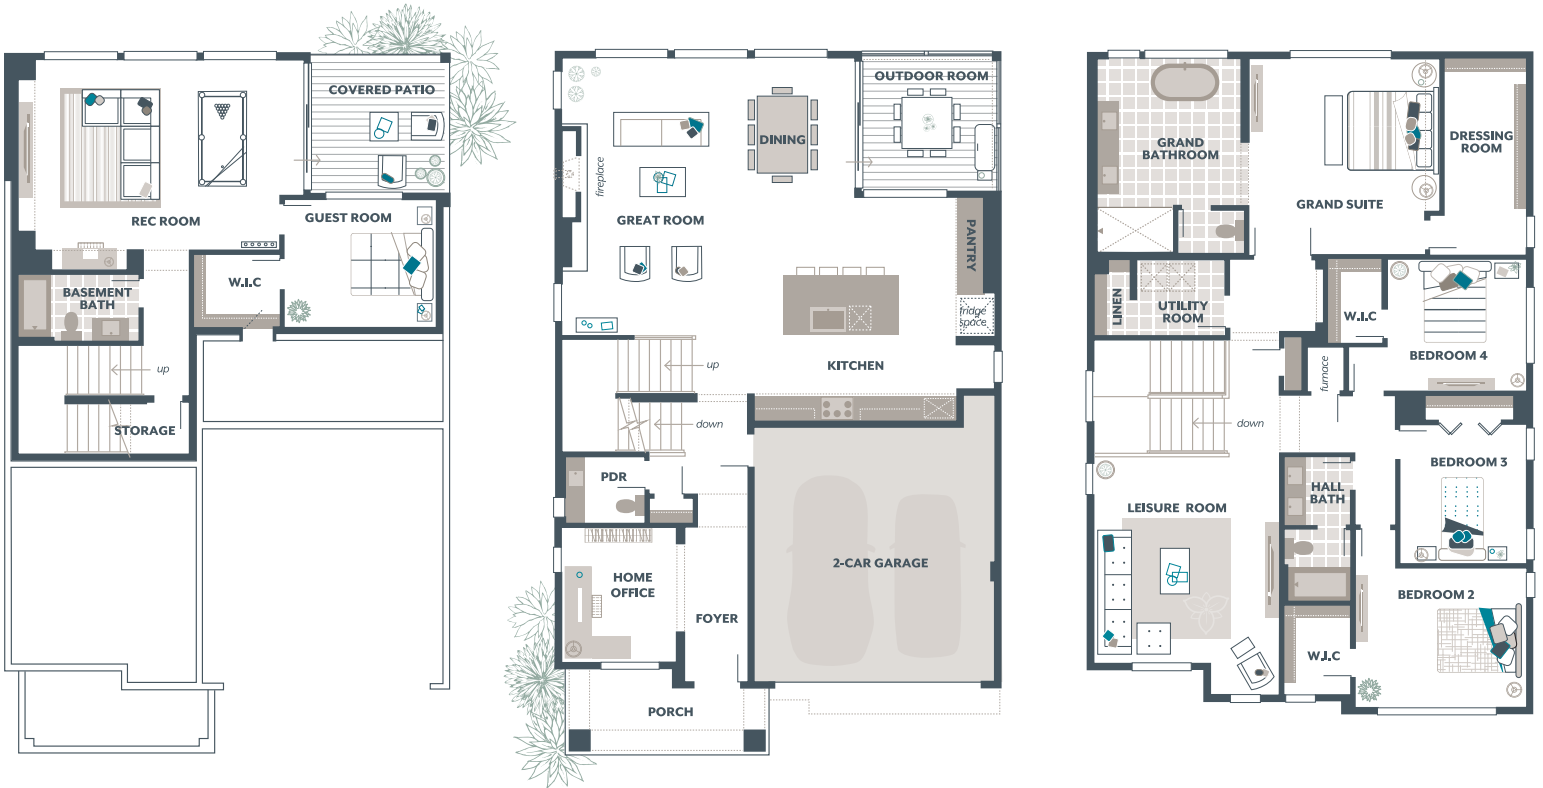 COVERED PATIO
REC ROOM
GUEST ROOM
W.I.C
BASEMENT
BATH
up
STORAGE
OUTDOOR ROOM
DINING
fireplace
GREAT ROOM
PANTRY
fridge
space
KITCHEN
up
down
PDR
2-CAR GARAGE
HOME
OFFICE
FOYER
PORCH
GRAND
BATHROOM
DRESSING
ROOM
GRAND SUITE
LINEN
UTILITY
ROOM
W.I.C
BEDROOM 4
furnace
down
BEDROOM 3
HALL
BATH
LEISURE ROOM
BEDROOM 2
W.I.C